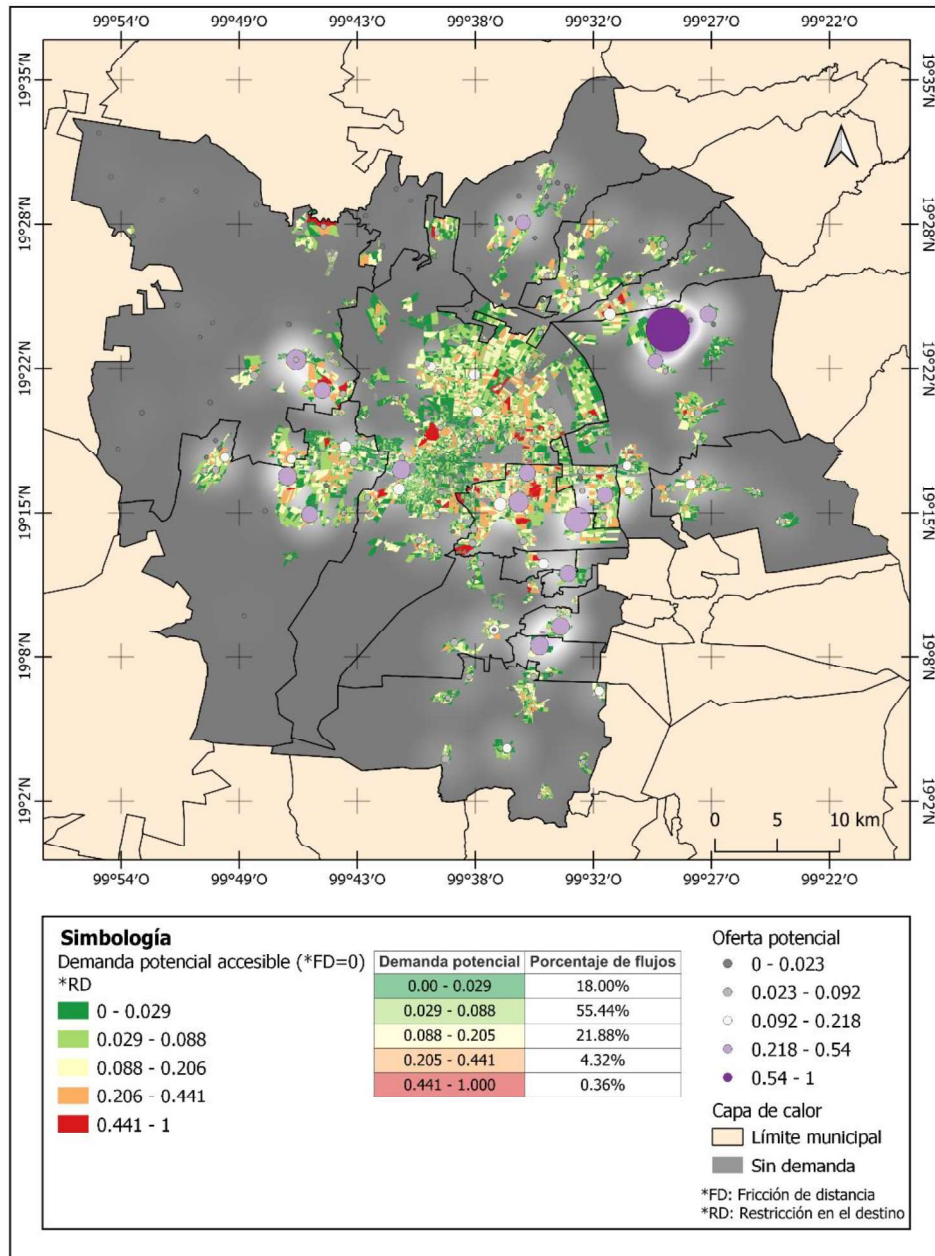 99°54'O 99°49'O 99°43'O 99°38'O 99°32'O 99°27'O 99°22'O
19°35'N 19°35'N
19°28'N 19°28'N
19°22'N 19°22'N
19°15'N 19°15'N
19°8'N 19°8'N
19°2'N 19°2'N
0 5 10 km
99°54'O 99°49'O 99°43'O 99°38'O 99°32'O 99°27'O 99°22'O
Simbología
Demanda potencial accesible (*FD=0)
*RD
0 - 0.029
0.029 - 0.088
0.088 - 0.206
0.206 - 0.441
0.441 - 1
Demanda potencial Porcentaje de flujos
0.00 - 0.029 18.00%
0.029 - 0.088 55.44%
0.088 - 0.205 21.88%
0.205 - 0.441 4.32%
0.441 - 1.000 0.36%
Oferta potencial
0 - 0.023
0.023 - 0.092
0.092 - 0.218
0.218 - 0.54
0.54 - 1
Capa de calor
Límite municipal
Sin demanda
*FD: Fricción de distancia
*RD: Restricción en el destino